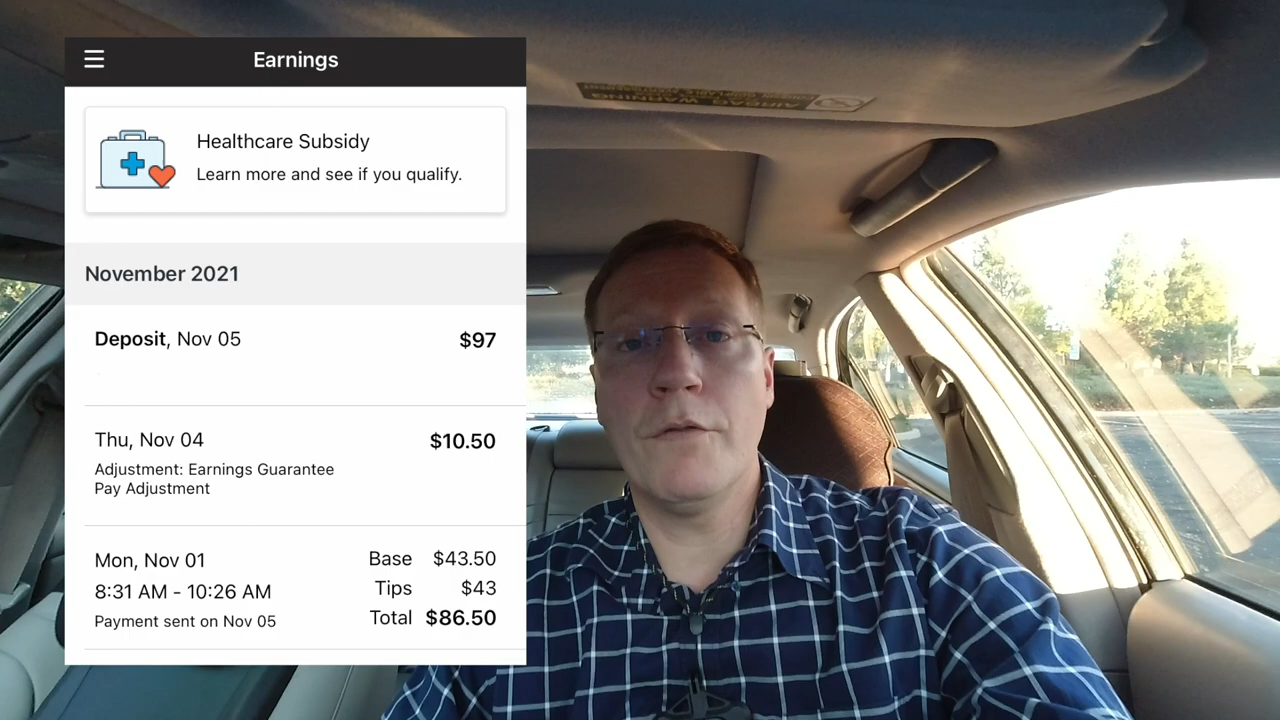 Earnings
Healthcare Subsidy
Learn more and see if you qualify.
November 2021
Deposit, Nov 05 $97
Thu, Nov 04 $10.50
Adjustment: Earnings Guarantee
Pay Adjustment
Mon, Nov 01 Base $43.50
8:31 AM - 10:26 AM Tips $43
Payment sent on Nov 05 Total $86.50
AIRBAG WARNING